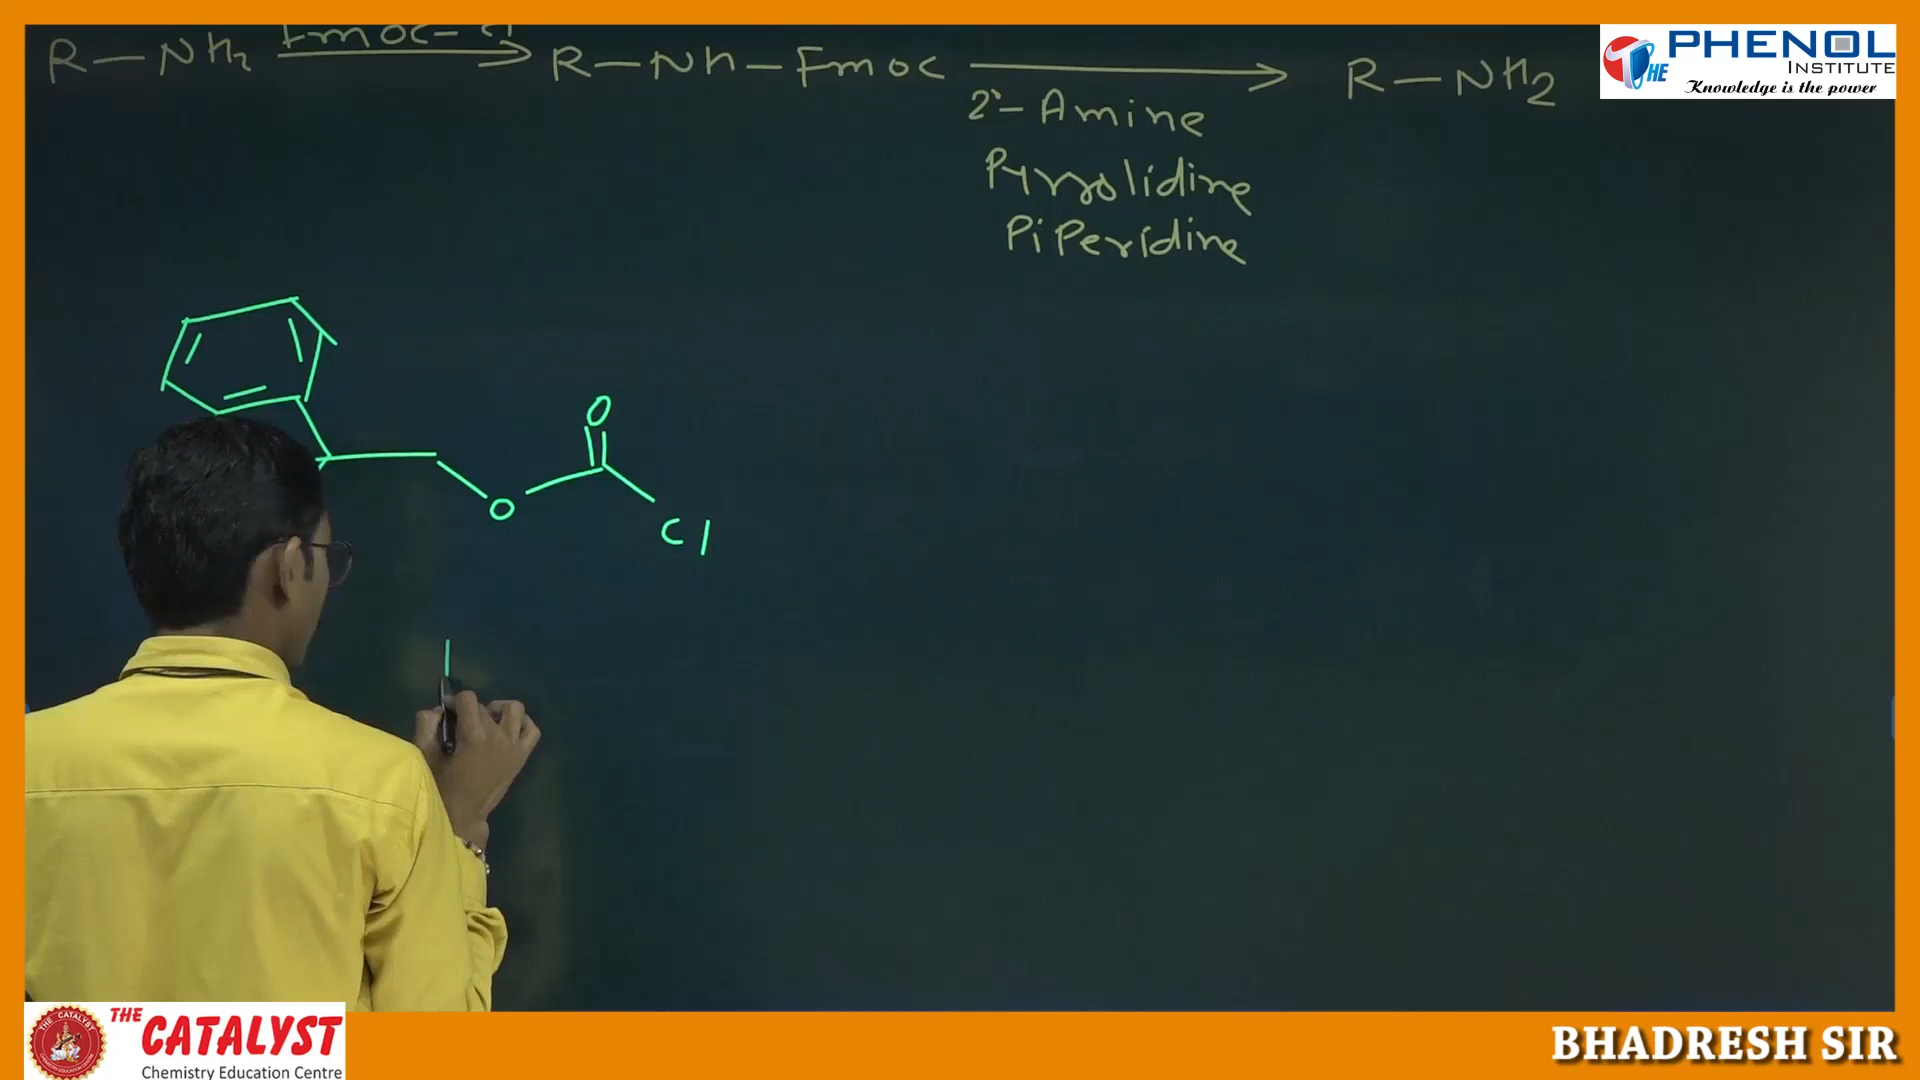 R—NH2 Fmoc-Cl R—Nh—Fmoc R—NH2
2°-Amine
Pyrrolidine
Piperidine
O
O
Cl
THE PHENOL
INSTITUTE
Knowledge is the power
THE CATALYST
Chemistry Education Centre
BHADRESH SIR